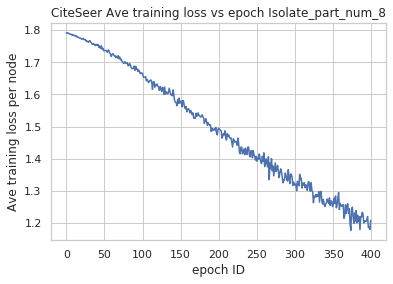 CiteSeer Ave training loss vs epoch Isolate_part_num_8
Ave training loss per node
1.8
1.7
1.6
1.5
1.4
1.3
1.2
0 50 100 150 200 250 300 350 400
epoch ID